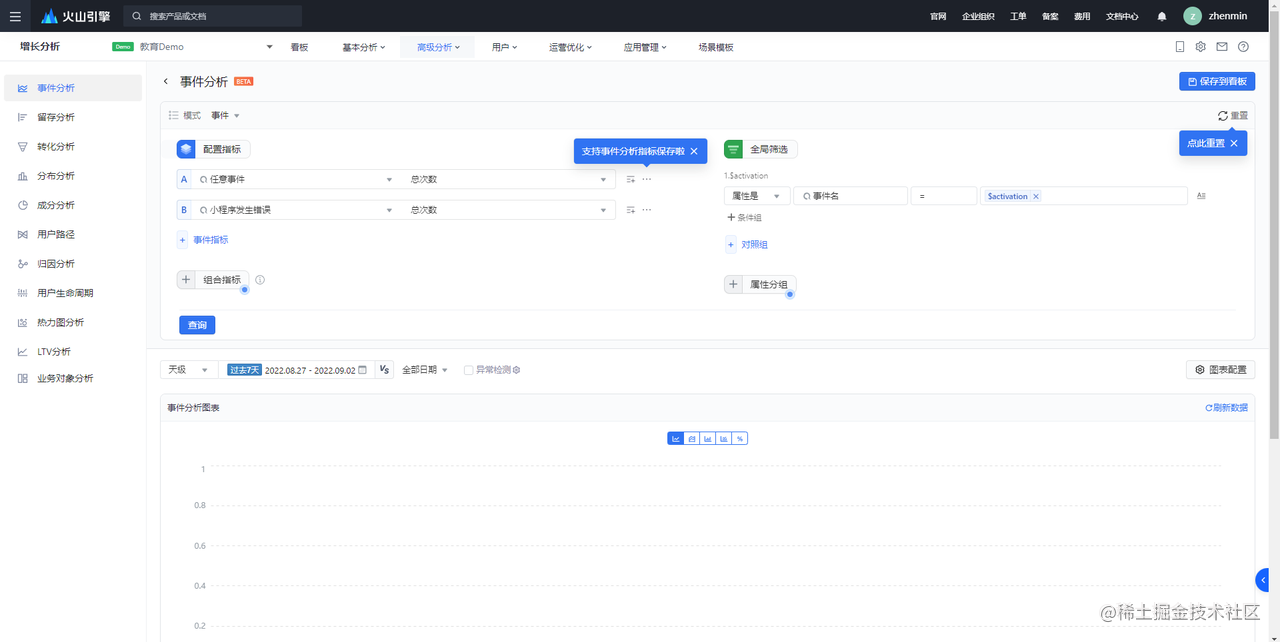 火山引擎 搜索产品或文档 官网 企业组织 工单 备案 费用 文档中心 Z zhenmin
增长分析 Demo 教育Demo 看板 基本分析 高级分析 用户 运营优化 应用管理 场景模板
事件分析
留存分析
转化分析
分布分析
成分分析
用户路径
归因分析
用户生命周期
热力图分析
LTV分析
业务对象分析
事件分析 BETA 保存到看板
模式 事件 重置
点此重置
配置指标 支持事件分析指标保存啦
A 任意事件 总次数
B 小程序发生错误 总次数
+ 事件指标
组合指标
全局筛选
1.$activation
属性是 事件名 = $activation
条件组
+ 对照组
属性分组
查询
天级 过去7天 2022.08.27 - 2022.09.02 Vs 全部日期 异常检测 图表配置
事件分析图表 刷新数据
%
1
0.8
0.6
0.4
0.2
@稀土掘金技术社区